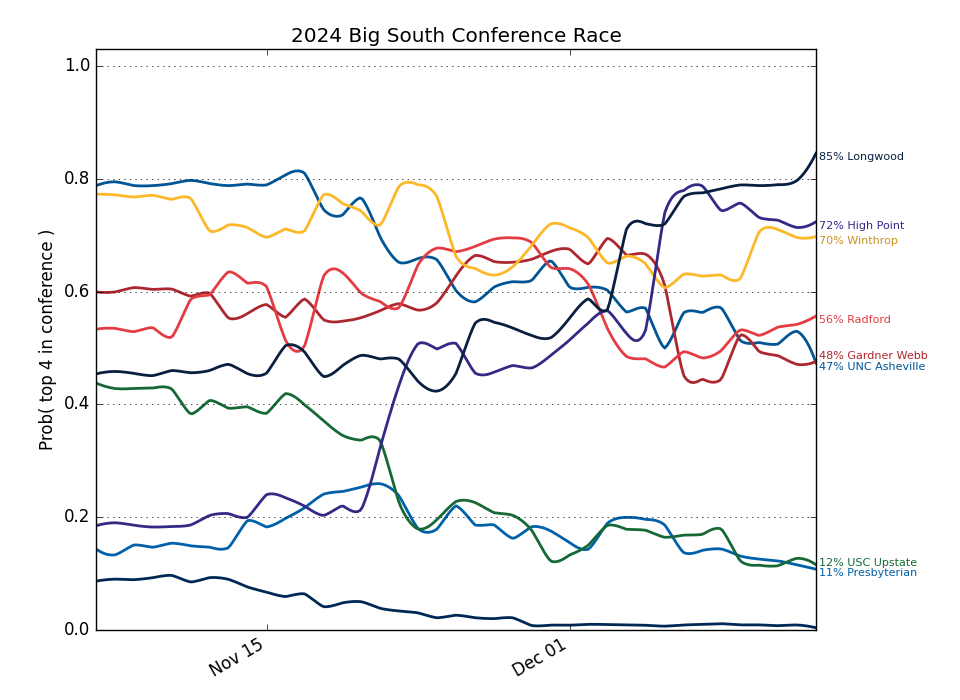 2024 Big South Conference Race
Prob( top 4 in conference )
1.0
0.8
0.6
0.4
0.2
0.0
Nov 15
Dec 01
85% Longwood
72% High Point
70% Winthrop
56% Radford
48% Gardner Webb
47% UNC Asheville
12% USC Upstate
11% Presbyterian